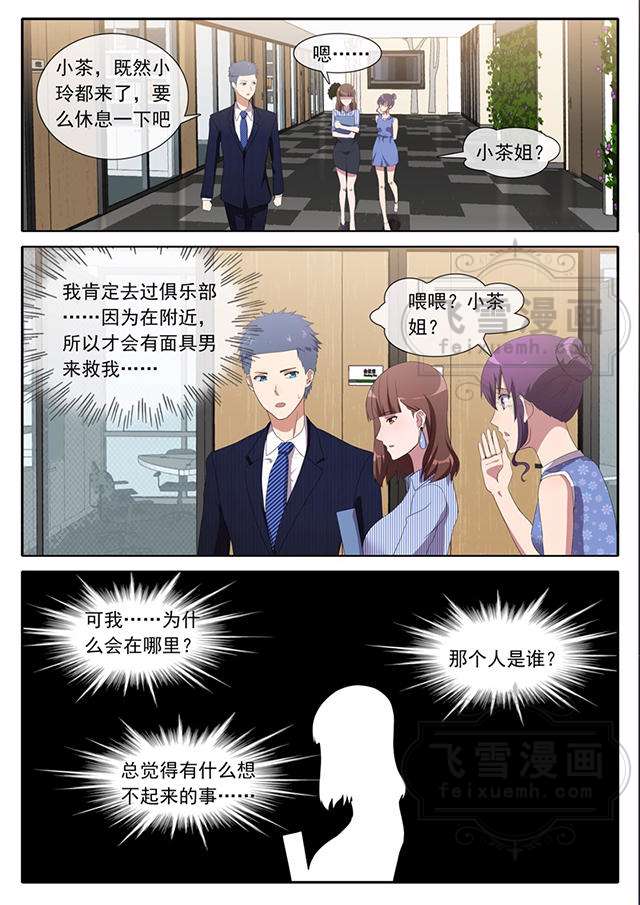 小茶，既然小
玲都来了，要
么休息一下吧
嗯……
小茶姐？
我肯定去过俱乐部
……因为在附近，
所以才会有面具男
来救我……
喂喂？小茶
姐？
飞雪漫画
feixuemh.com
可我……为什
么会在哪里？
那个人是谁？
总觉得有什么想
不起来的事……
飞雪漫画
feixuemh.com